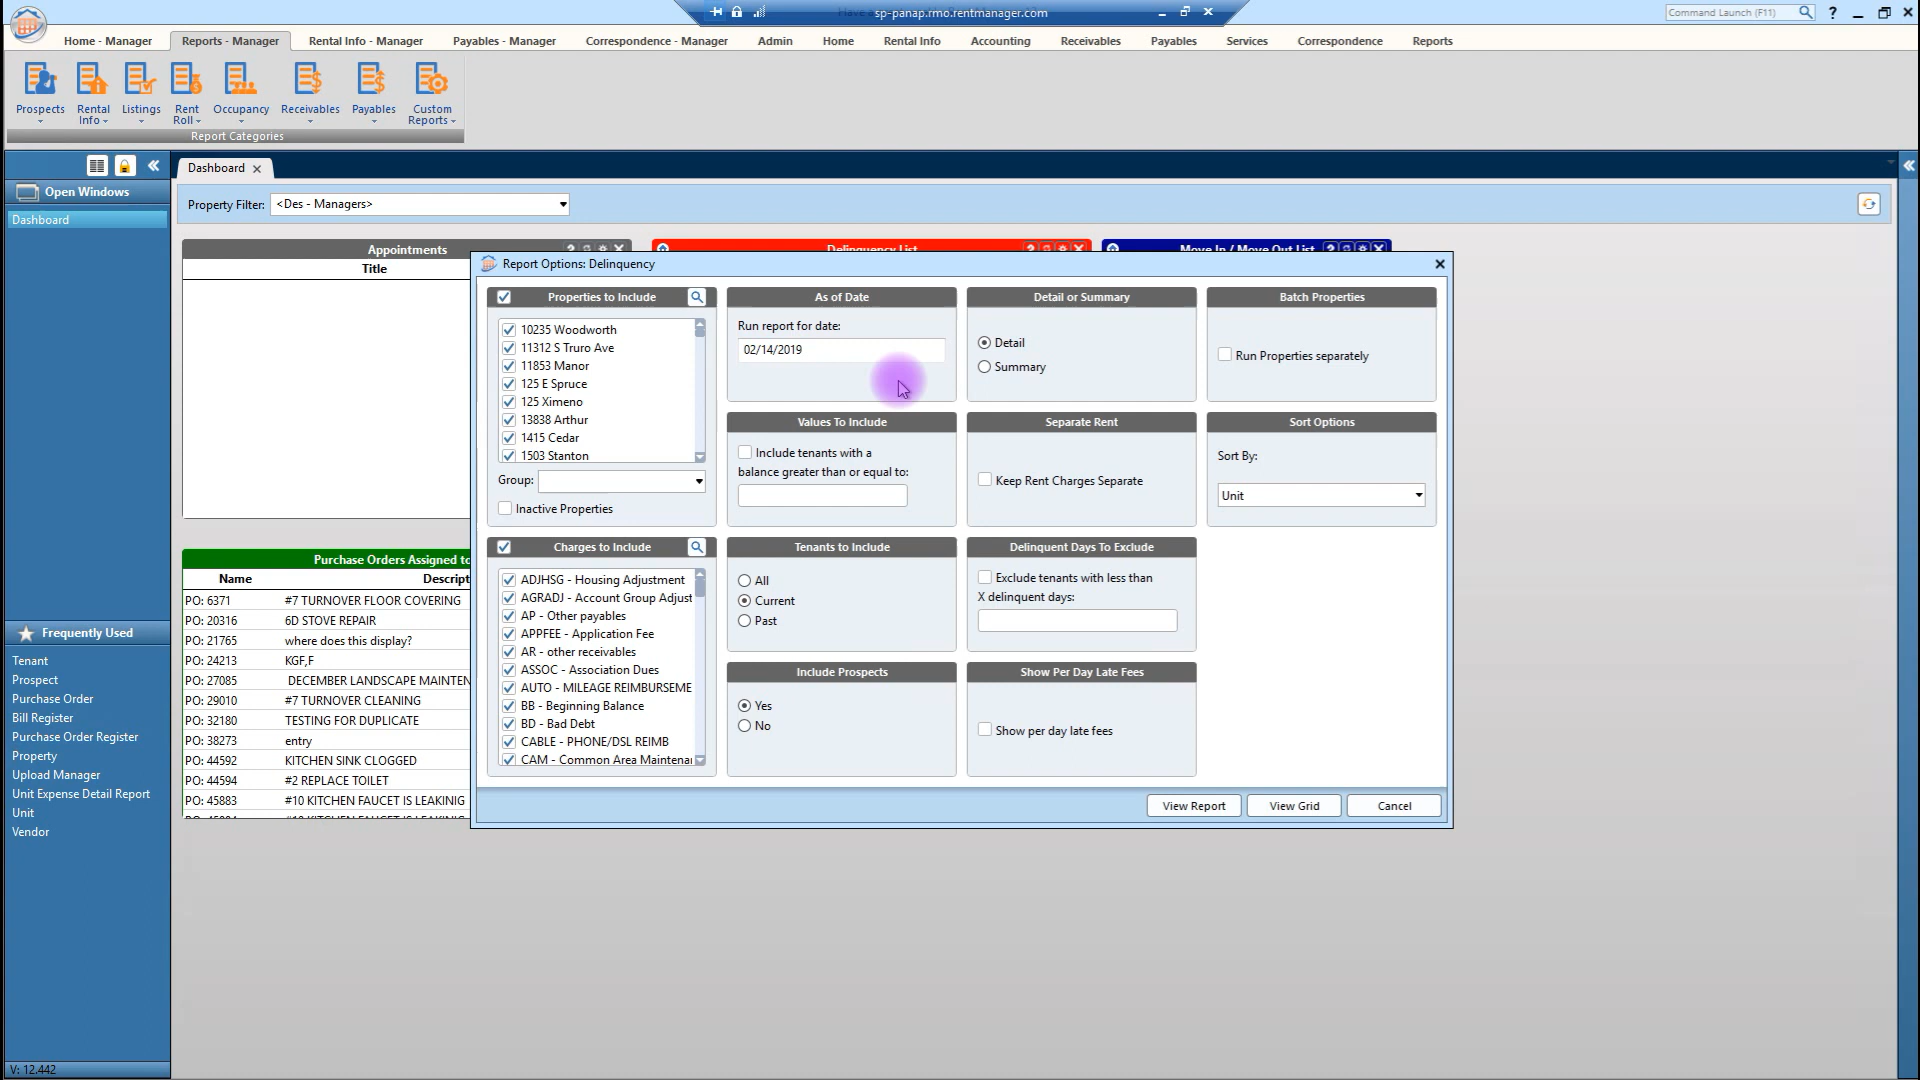 sp-panap.rmo.rentmanager.com
Command Launch (F11)
?
Home - Manager
Reports - Manager
Rental Info - Manager
Payables - Manager
Correspondence - Manager
Admin
Home
Rental Info
Accounting
Receivables
Payables
Services
Correspondence
Reports
Prospects
Rental
Info
Listings
Rent
Roll
Occupancy
Receivables
Payables
Custom
Reports
Report Categories
Open Windows
Dashboard
Dashboard
Property Filter:
<Des - Managers>
Appointments
Title
Delinquency List
Move In / Move Out List
Report Options: Delinquency
Properties to Include
10235 Woodworth
11312 S Truro Ave
11853 Manor
125 E Spruce
125 Ximeno
13838 Arthur
1415 Cedar
1503 Stanton
Group:
Inactive Properties
As of Date
Run report for date:
02/14/2019
Detail or Summary
Detail
Summary
Batch Properties
Run Properties separately
Values To Include
Include tenants with a
balance greater than or equal to:
Separate Rent
Keep Rent Charges Separate
Sort Options
Sort By:
Unit
Charges to Include
ADJHSG - Housing Adjustment
AGRADJ - Account Group Adjust
AP - Other payables
APPFEE - Application Fee
AR - other receivables
ASSOC - Association Dues
AUTO - MILEAGE REIMBURSEME
BB - Beginning Balance
BD - Bad Debt
CABLE - PHONE/DSL REIMB
CAM - Common Area Maintenan
Tenants to Include
All
Current
Past
Delinquent Days To Exclude
Exclude tenants with less than
X delinquent days:
Include Prospects
Yes
No
Show Per Day Late Fees
Show per day late fees
View Report
View Grid
Cancel
Purchase Orders Assigned to
Name
Descript
PO: 6371 #7 TURNOVER FLOOR COVERING
PO: 20316 6D STOVE REPAIR
PO: 21765 where does this display?
PO: 24213 KGF,F
PO: 27085 DECEMBER LANDSCAPE MAINTEN
PO: 29010 #7 TURNOVER CLEANING
PO: 32180 TESTING FOR DUPLICATE
PO: 38273 entry
PO: 44592 KITCHEN SINK CLOGGED
PO: 44594 #2 REPLACE TOILET
PO: 45883 #10 KITCHEN FAUCET IS LEAKINIG
Frequently Used
Tenant
Prospect
Purchase Order
Bill Register
Purchase Order Register
Property
Upload Manager
Unit Expense Detail Report
Unit
Vendor
V: 12.442